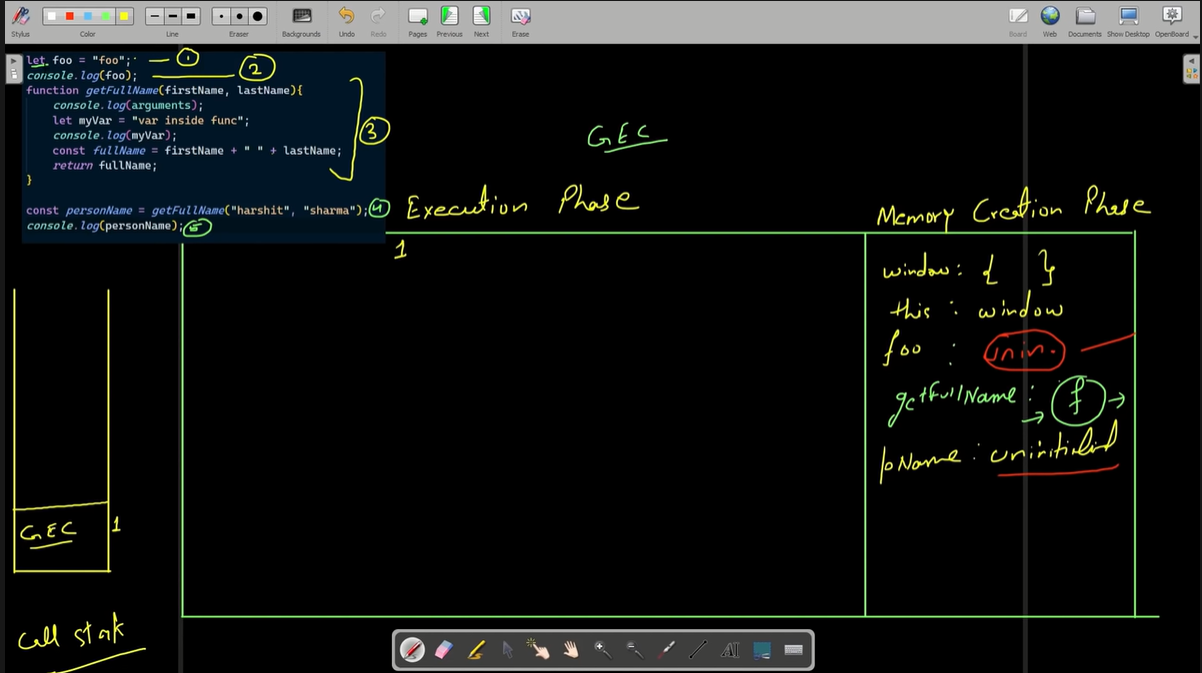 Stylus Color Line Eraser Backgrounds Undo Redo Pages Previous Next Erase Board Web Documents Show Desktop OpenBoard
let foo = "foo"; 1
console.log(foo); 2
function getFullName(firstName, lastName){
console.log(arguments);
let myVar = "var inside func";
console.log(myVar); 3
const fullName = firstName + " " + lastName;
return fullName;
}
const personName = getFullName("harshit", "sharma"); 4
console.log(personName); 5
GEC
Execution Phase
Memory Creation Phase
1
window : { }
this : window
foo : unin.
getFullName : f
pName :
GEC 1
call stack
AI